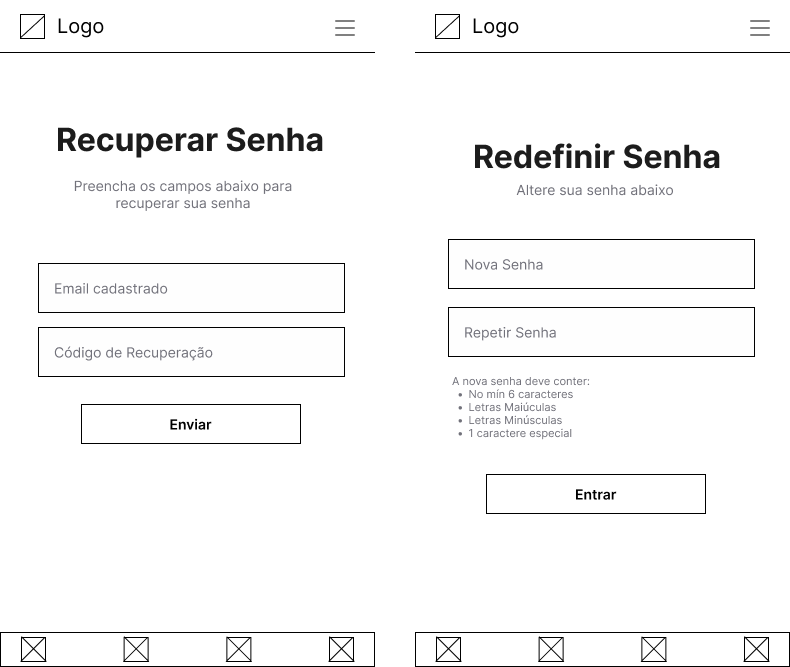 Logo
Recuperar Senha
Preencha os campos abaixo para
recuperar sua senha
Email cadastrado
Código de Recuperação
Enviar
Logo
Redefinir Senha
Altere sua senha abaixo
Nova Senha
Repetir Senha
A nova senha deve conter:
• No mín 6 caracteres
• Letras Maiúculas
• Letras Minúsculas
• 1 caractere especial
Entrar